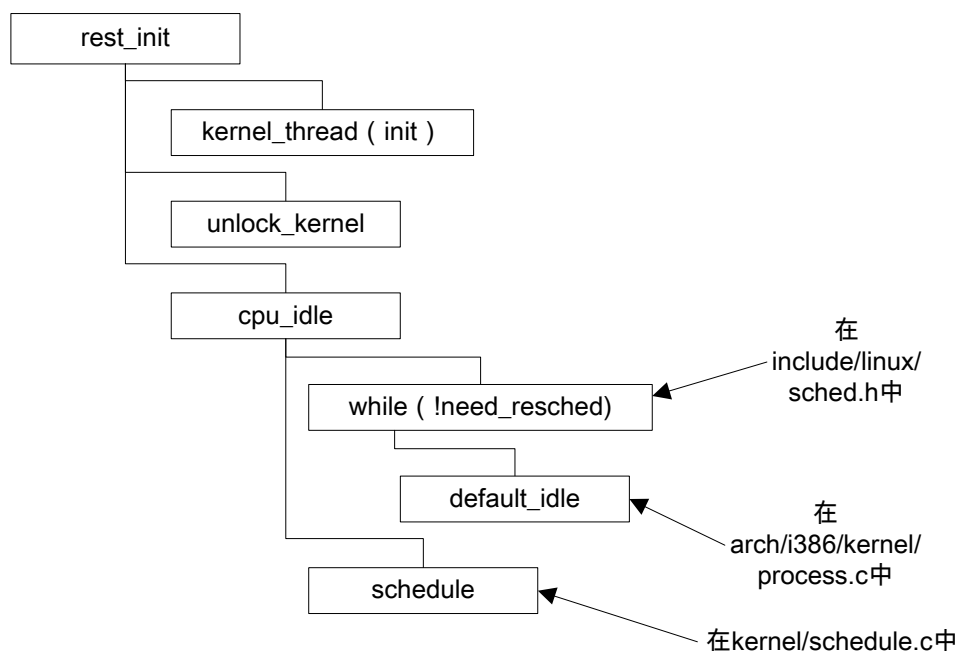 rest_init
kernel_thread ( init )
unlock_kernel
cpu_idle
在
include/linux/
sched.h中
while ( !need_resched)
default_idle
在
arch/i386/kernel/
process.c中
schedule
在kernel/schedule.c中